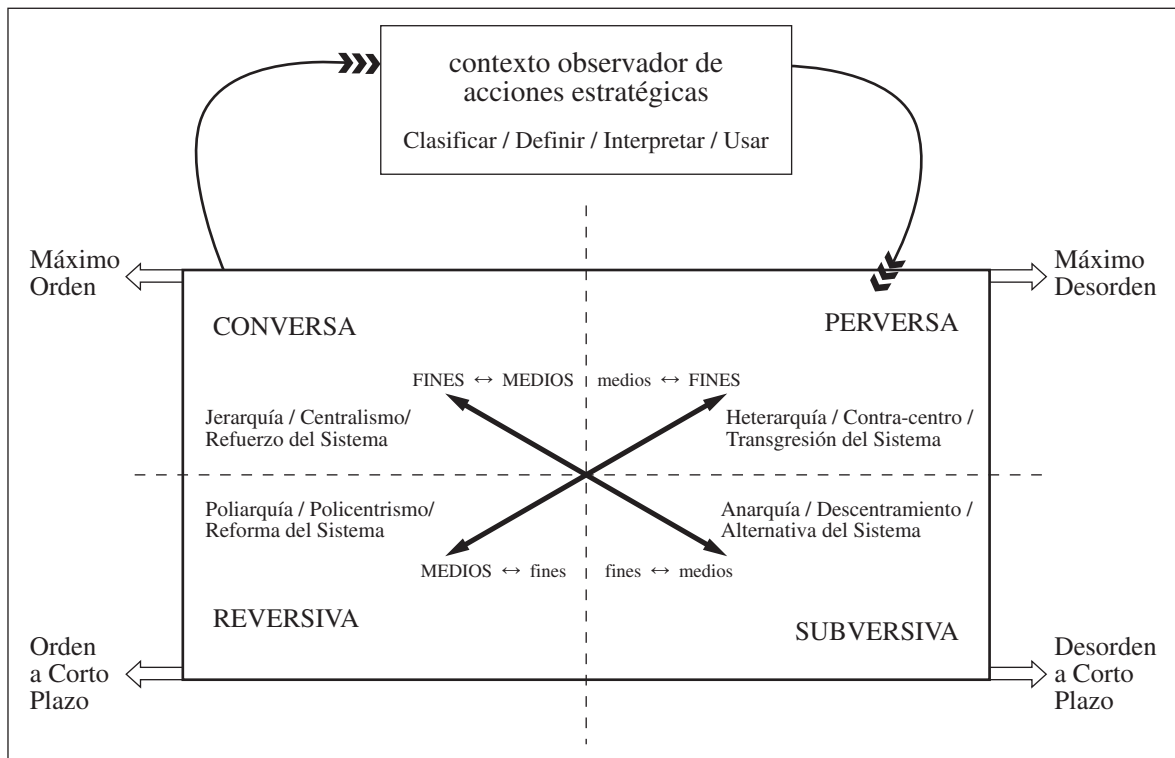 contexto observador de
acciones estratégicas
Clasificar / Definir / Interpretar / Usar
Máximo
Orden
Máximo
Desorden
CONVERSA
PERVERSA
FINES ↔ MEDIOS
medios ↔ FINES
Jerarquía / Centralismo/
Refuerzo del Sistema
Heterarquía / Contra-centro /
Transgresión del Sistema
Poliarquía / Policentrismo/
Reforma del Sistema
Anarquía / Descentramiento /
Alternativa del Sistema
MEDIOS ↔ fines
fines ↔ medios
REVERSIVA
SUBVERSIVA
Orden
a Corto
Plazo
Desorden
a Corto
Plazo